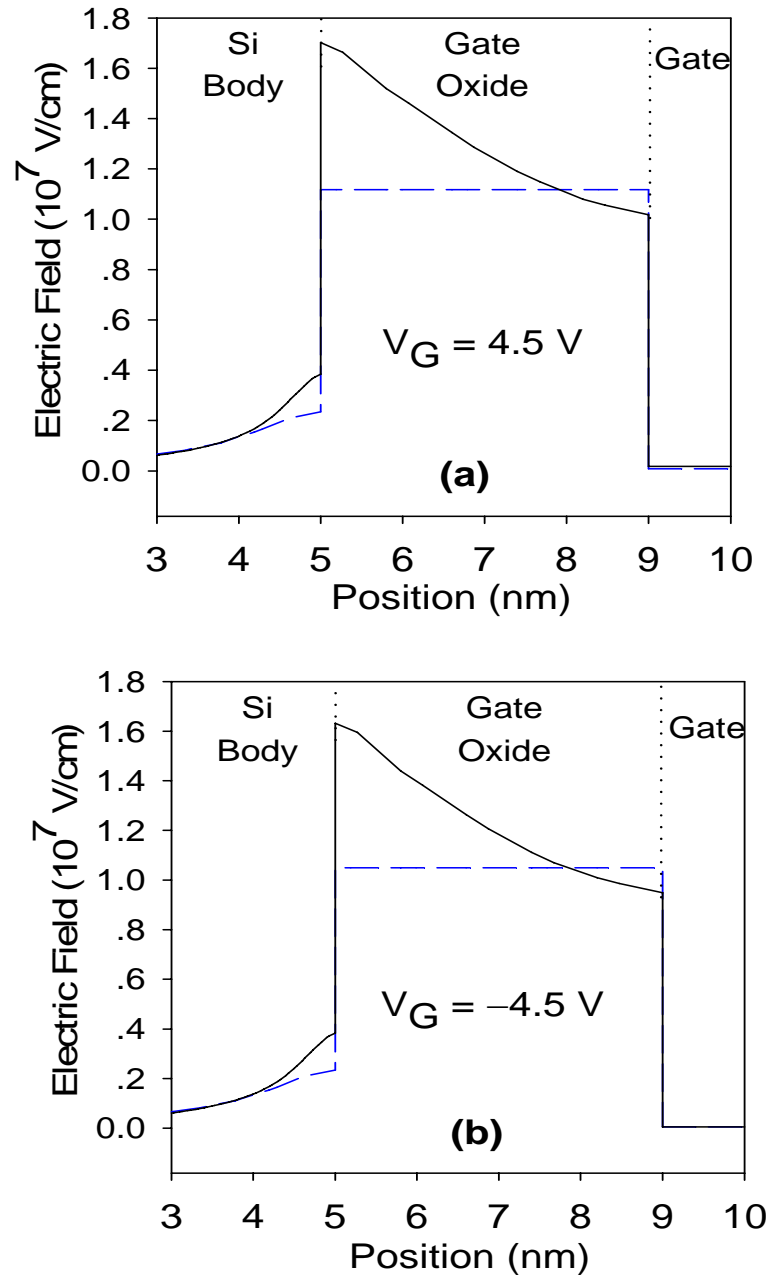 1.8
1.6
1.4
1.2
1.0
.8
.6
.4
.2
0.0
Electric Field (10^7 V/cm)
Si
Body
Gate
Oxide
Gate
V_G = 4.5 V
(a)
3 4 5 6 7 8 9 10
Position (nm)
1.8
1.6
1.4
1.2
1.0
.8
.6
.4
.2
0.0
Electric Field (10^7 V/cm)
Si
Body
Gate
Oxide
Gate
V_G = −4.5 V
(b)
3 4 5 6 7 8 9 10
Position (nm)